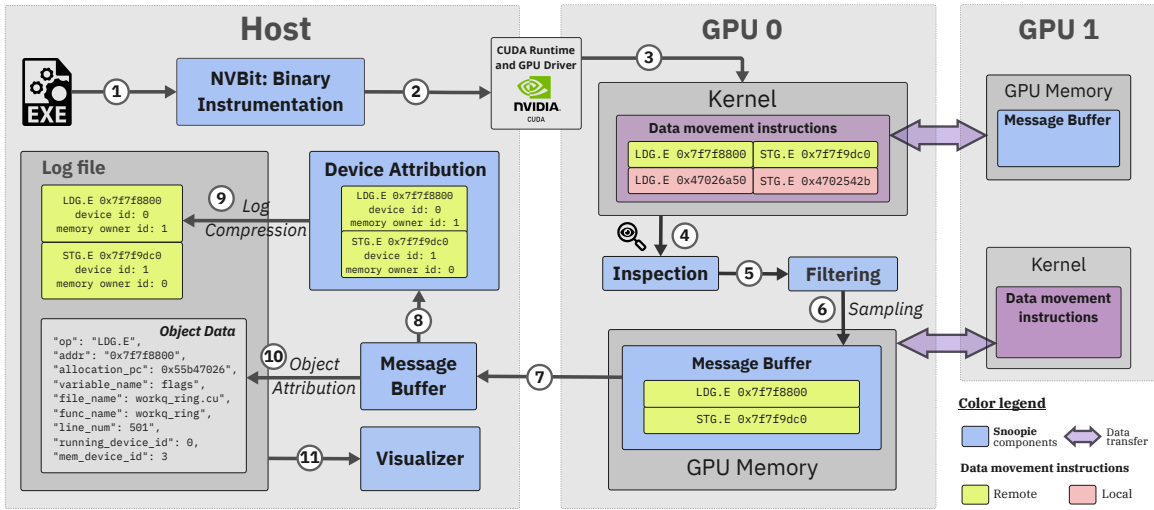 Host
GPU 0
GPU 1
EXE
1
NVBit: Binary
Instrumentation
2
CUDA Runtime
and GPU Driver
NVIDIA.
CUDA
3
Kernel
Data movement instructions
LDG.E 0x7f7f8800
STG.E 0x7f7f9dc0
LDG.E 0x47026a50
STG.E 0x4702542b
GPU Memory
Message Buffer
Log file
LDG.E 0x7f7f8800
device id: 0
memory owner id: 1
STG.E 0x7f7f9dc0
device id: 1
memory owner id: 0
9
Log
Compression
Device Attribution
LDG.E 0x7f7f8800
device id: 0
memory owner id: 1
STG.E 0x7f7f9dc0
device id: 1
memory owner id: 0
4
Inspection
5
Filtering
6
Sampling
Kernel
Data movement
instructions
8
Object Data
"op": "LDG.E",
"addr": "0x7f7f8800",
"allocation_pc": 0x55b47026",
"variable_name": flags",
"file_name": workq_ring.cu",
"func_name": workq_ring",
"line_num": 501",
"running_device_id": 0,
"mem_device_id": 3
10
Object
Attribution
Message
Buffer
7
Message Buffer
LDG.E 0x7f7f8800
STG.E 0x7f7f9dc0
GPU Memory
11
Visualizer
Color legend
Snoopie
components
Data
transfer
Data movement instructions
Remote
Local